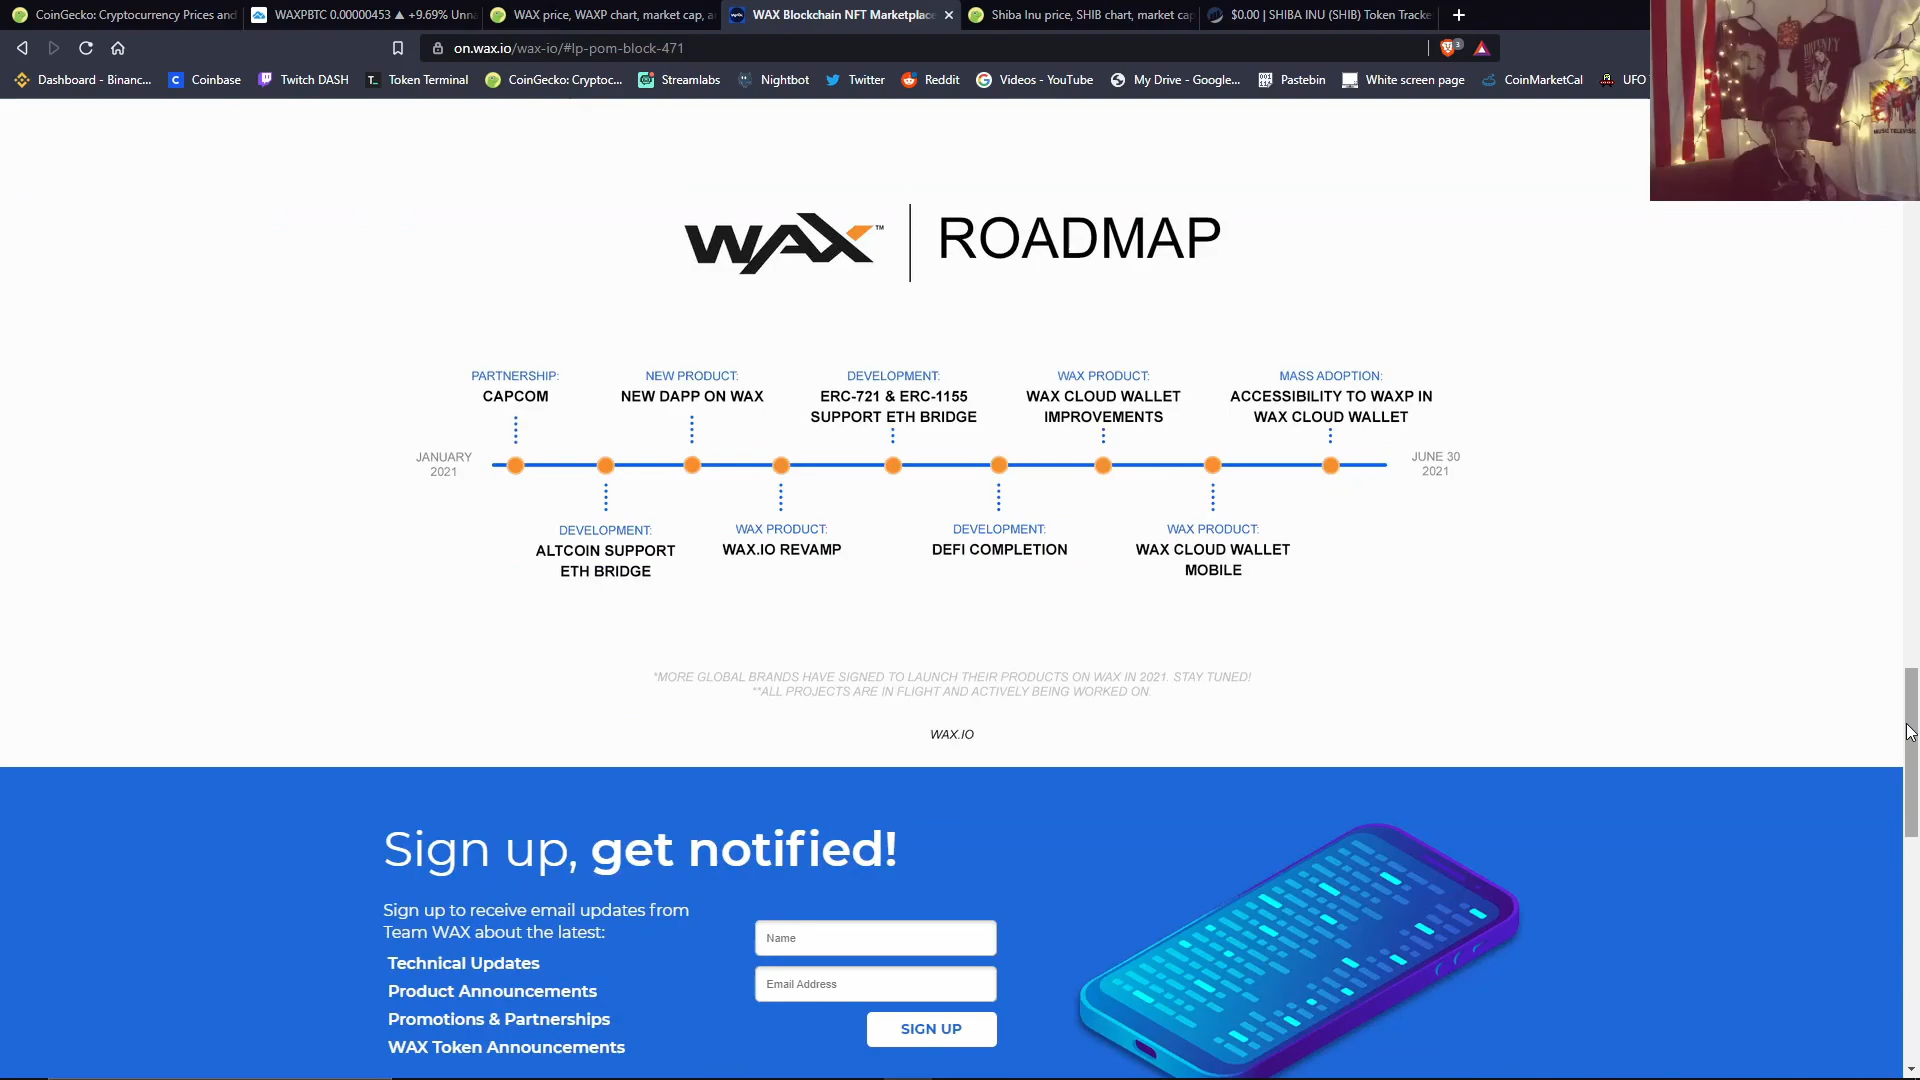 CoinGecko: Cryptocurrency Prices and
WAXPBTC 0.00000453 ▲ +9.69% Unna
WAX price, WAXP chart, market cap, a
WAX Blockchain NFT Marketplace
Shiba Inu price, SHIB chart, market cap
$0.00 | SHIBA INU (SHIB) Token Tracke
on.wax.io/wax-io/#lp-pom-block-471
3
Dashboard - Binanc...
Coinbase
Twitch DASH
Token Terminal
CoinGecko: Cryptoc...
Streamlabs
Nightbot
Twitter
Reddit
Videos - YouTube
My Drive - Google...
Pastebin
White screen page
CoinMarketCal
UFO
WAX™
ROADMAP
PARTNERSHIP:
CAPCOM
NEW PRODUCT:
NEW DAPP ON WAX
DEVELOPMENT:
ERC-721 & ERC-1155
SUPPORT ETH BRIDGE
WAX PRODUCT:
WAX CLOUD WALLET
IMPROVEMENTS
MASS ADOPTION:
ACCESSIBILITY TO WAXP IN
WAX CLOUD WALLET
JANUARY
2021
JUNE 30
2021
DEVELOPMENT:
ALTCOIN SUPPORT
ETH BRIDGE
WAX PRODUCT:
WAX.IO REVAMP
DEVELOPMENT:
DEFI COMPLETION
WAX PRODUCT:
WAX CLOUD WALLET
MOBILE
*MORE GLOBAL BRANDS HAVE SIGNED TO LAUNCH THEIR PRODUCTS ON WAX IN 2021. STAY TUNED!
**ALL PROJECTS ARE IN FLIGHT AND ACTIVELY BEING WORKED ON.
WAX.IO
Sign up, get notified!
Sign up to receive email updates from
Team WAX about the latest:
Technical Updates
Product Announcements
Promotions & Partnerships
WAX Token Announcements
Name
Email Address
SIGN UP